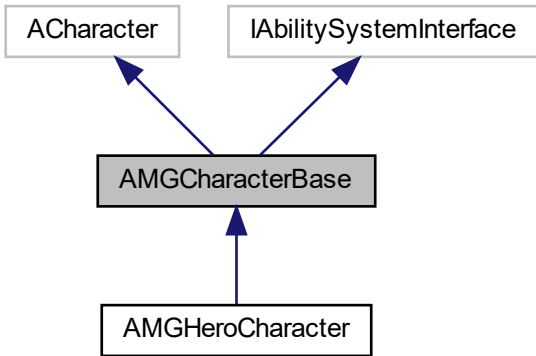 ACharacter
IAbilitySystemInterface
AMGCharacterBase
AMGHeroCharacter